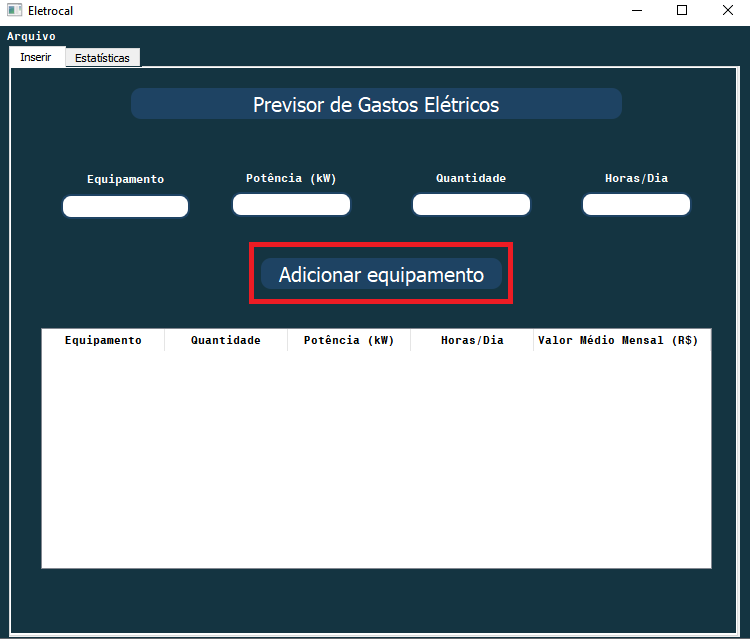 Eletrocal
Arquivo
Inserir Estatísticas
Previsor de Gastos Elétricos
Equipamento Potência (kW) Quantidade Horas/Dia
Adicionar equipamento
Equipamento Quantidade Potência (kW) Horas/Dia Valor Médio Mensal (R$)